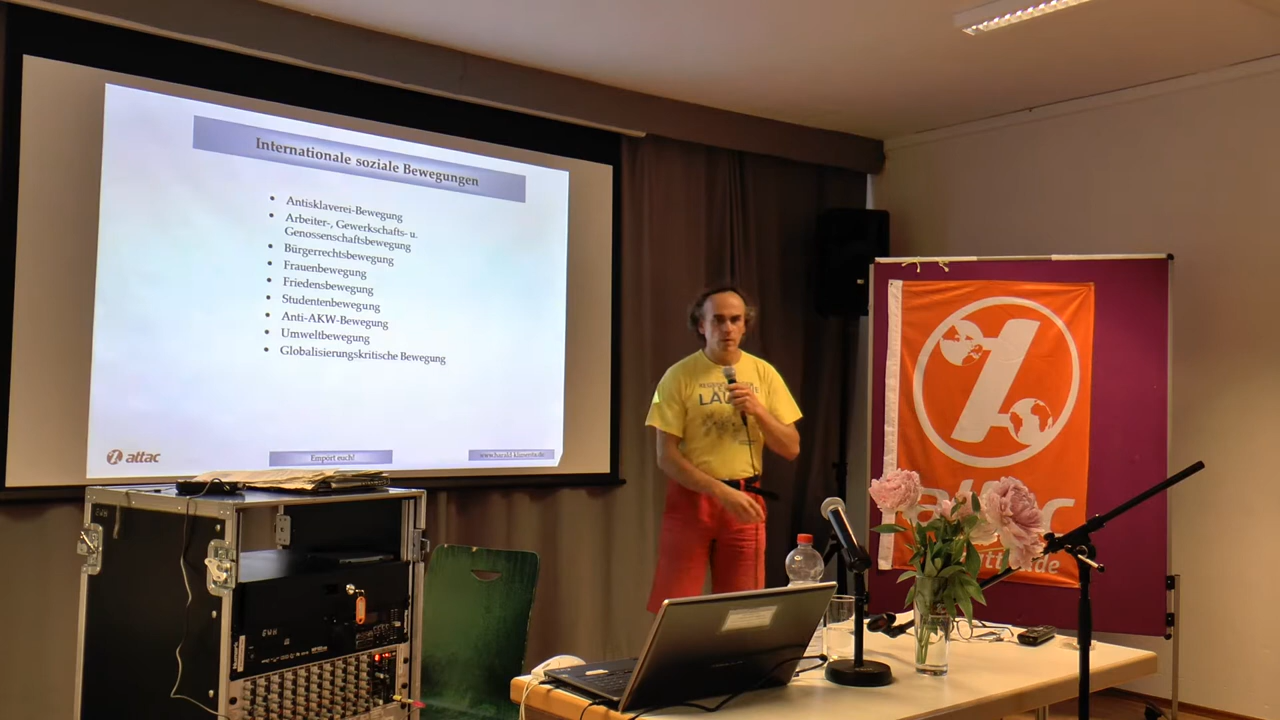 Internationale soziale Bewegungen
• Antisklaverei-Bewegung
• Arbeiter-, Gewerkschafts- u.
Genossenschaftsbewegung
• Bürgerrechtsbewegung
• Frauenbewegung
• Friedensbewegung
• Studentenbewegung
• Anti-AKW-Bewegung
• Umweltbewegung
• Globalisierungskritische Bewegung
attac
Empört euch!